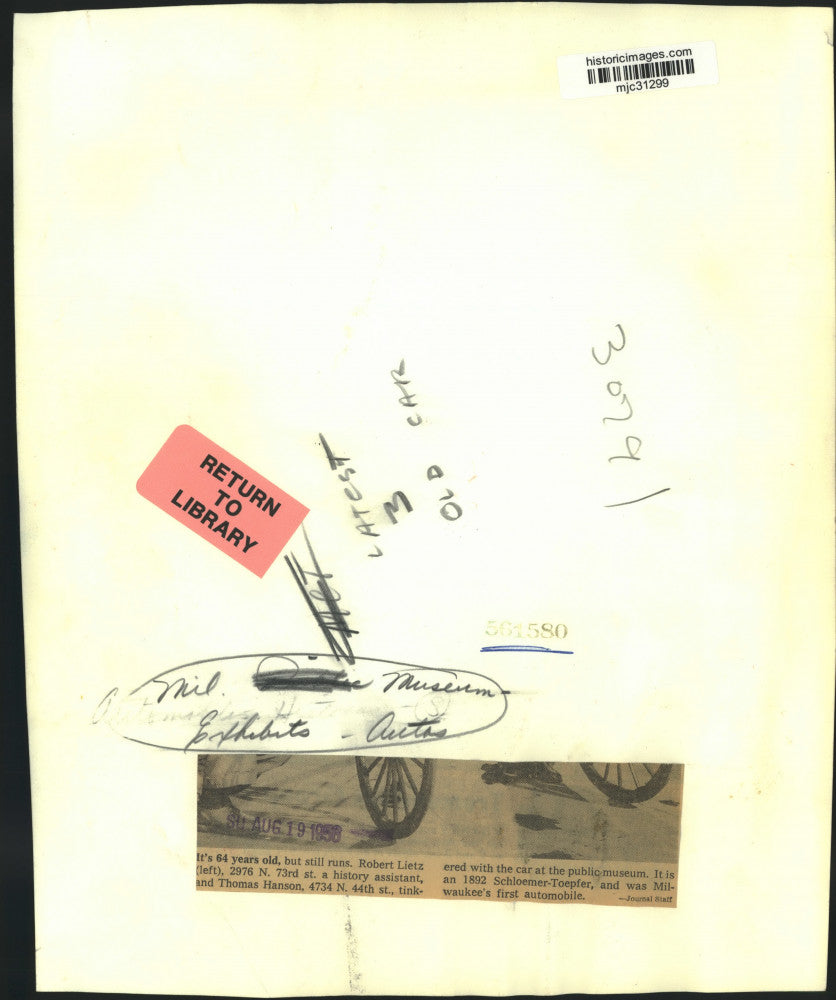 historicimages.com
mjc31299
30741
LATEST
3
OLD CAR
RETURN
TO
LIBRARY
561580
Mil. Museum-
Exhibits - Autos
SU AUG 19 1956
It's 64 years old, but still runs. Robert Lietz
(left), 2976 N. 73rd st. a history assistant,
and Thomas Hanson, 4734 N. 44th st., tink-
ered with the car at the public museum. It is
an 1892 Schloemer-Toepfer, and was Mil-
waukee's first automobile.
—Journal Staff